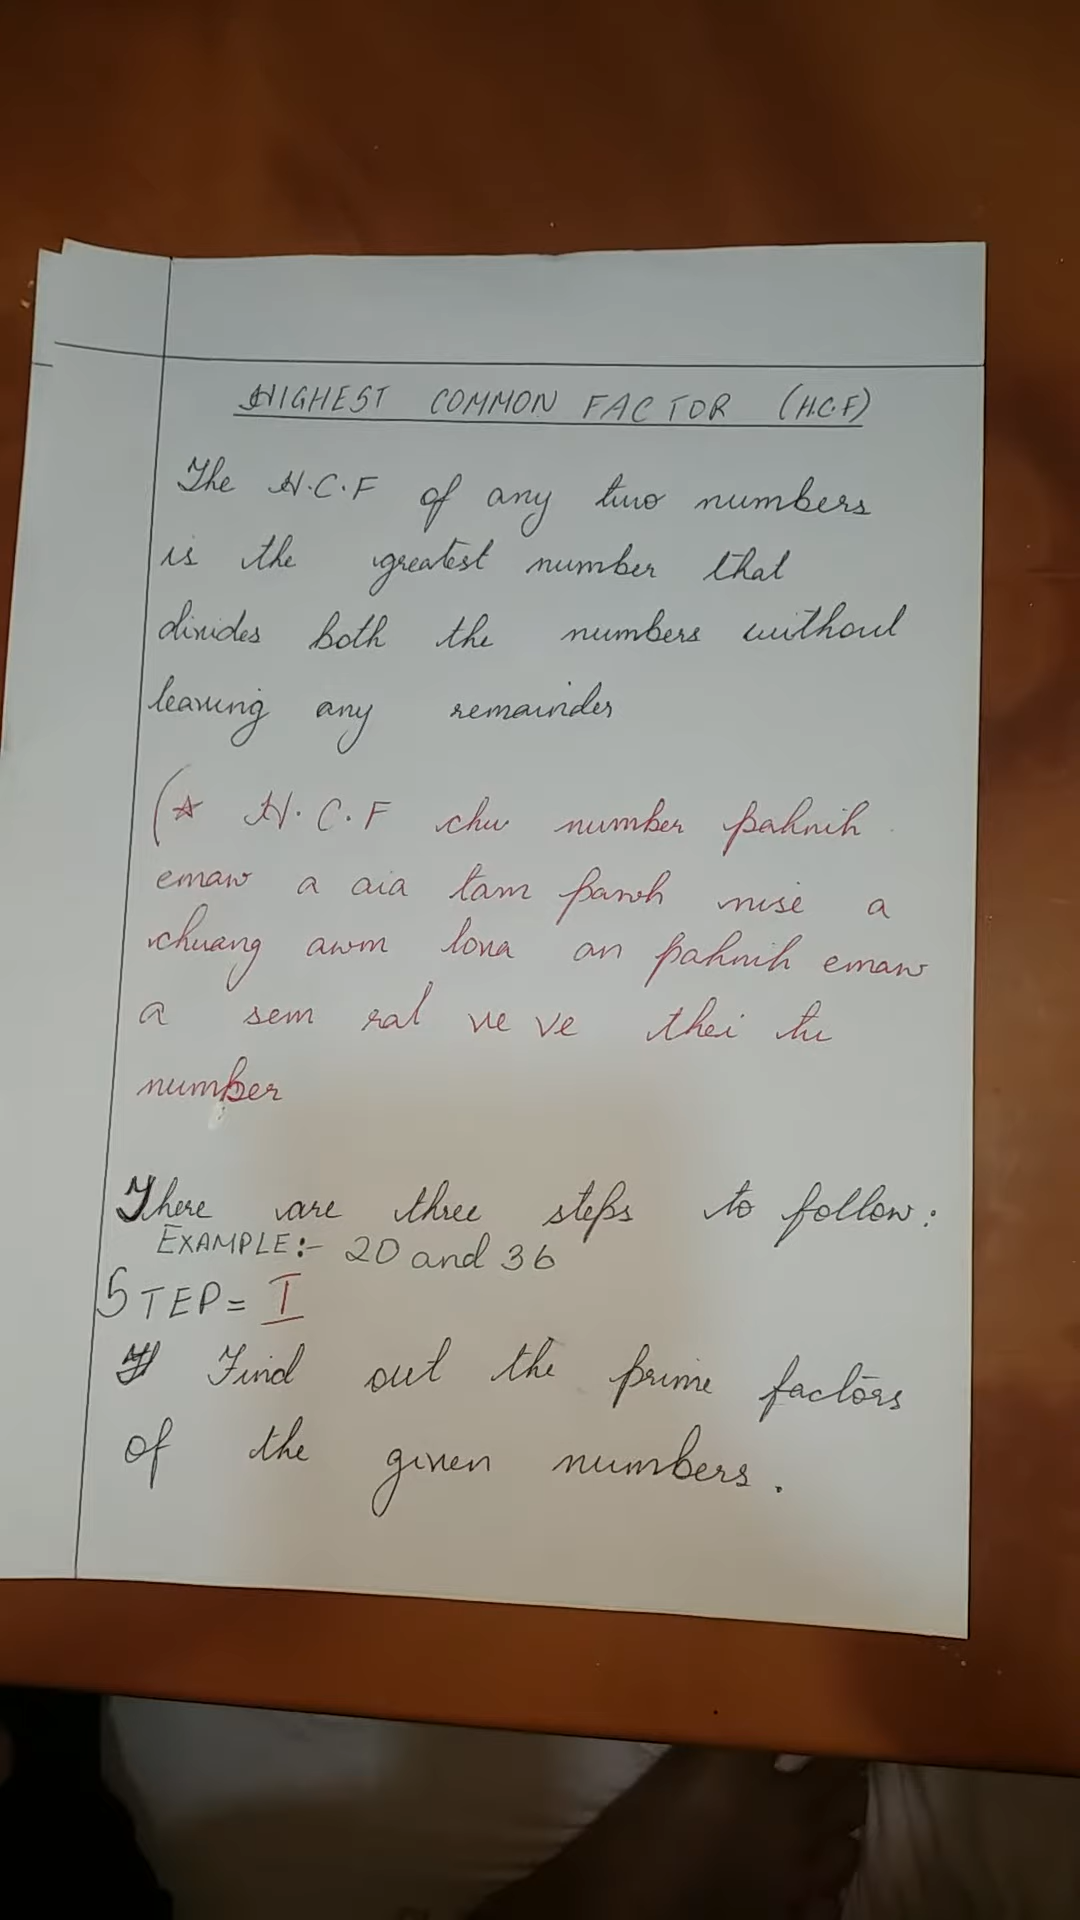 HIGHEST COMMON FACTOR (H.C.F)
The H.C.F of any two numbers
is the greatest number that
divides both the numbers without
leaving any remainder
(☆ H.C.F chu number pahnih
emaw a aia tam pawh nise a
chuang awm lova an pahnih emaw
a sem ral ve ve thei tu
number
There are three steps to follow:
EXAMPLE:- 20 and 36
STEP= I
Find out the prime factors
of the given numbers.